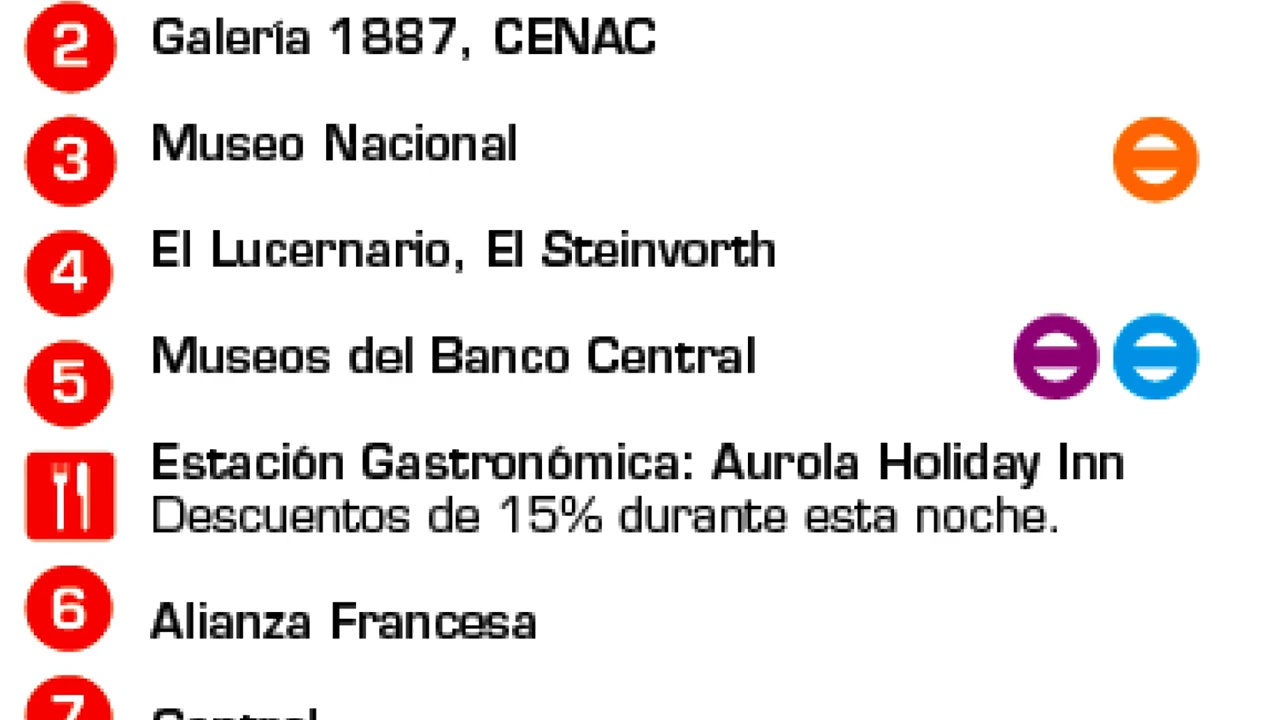 2 Galería 1887, CENAC
3 Museo Nacional
4 El Lucernario, El Steinvorth
5 Museos del Banco Central
Estación Gastronómica: Aurola Holiday Inn
Descuentos de 15% durante esta noche.
6 Alianza Francesa
7